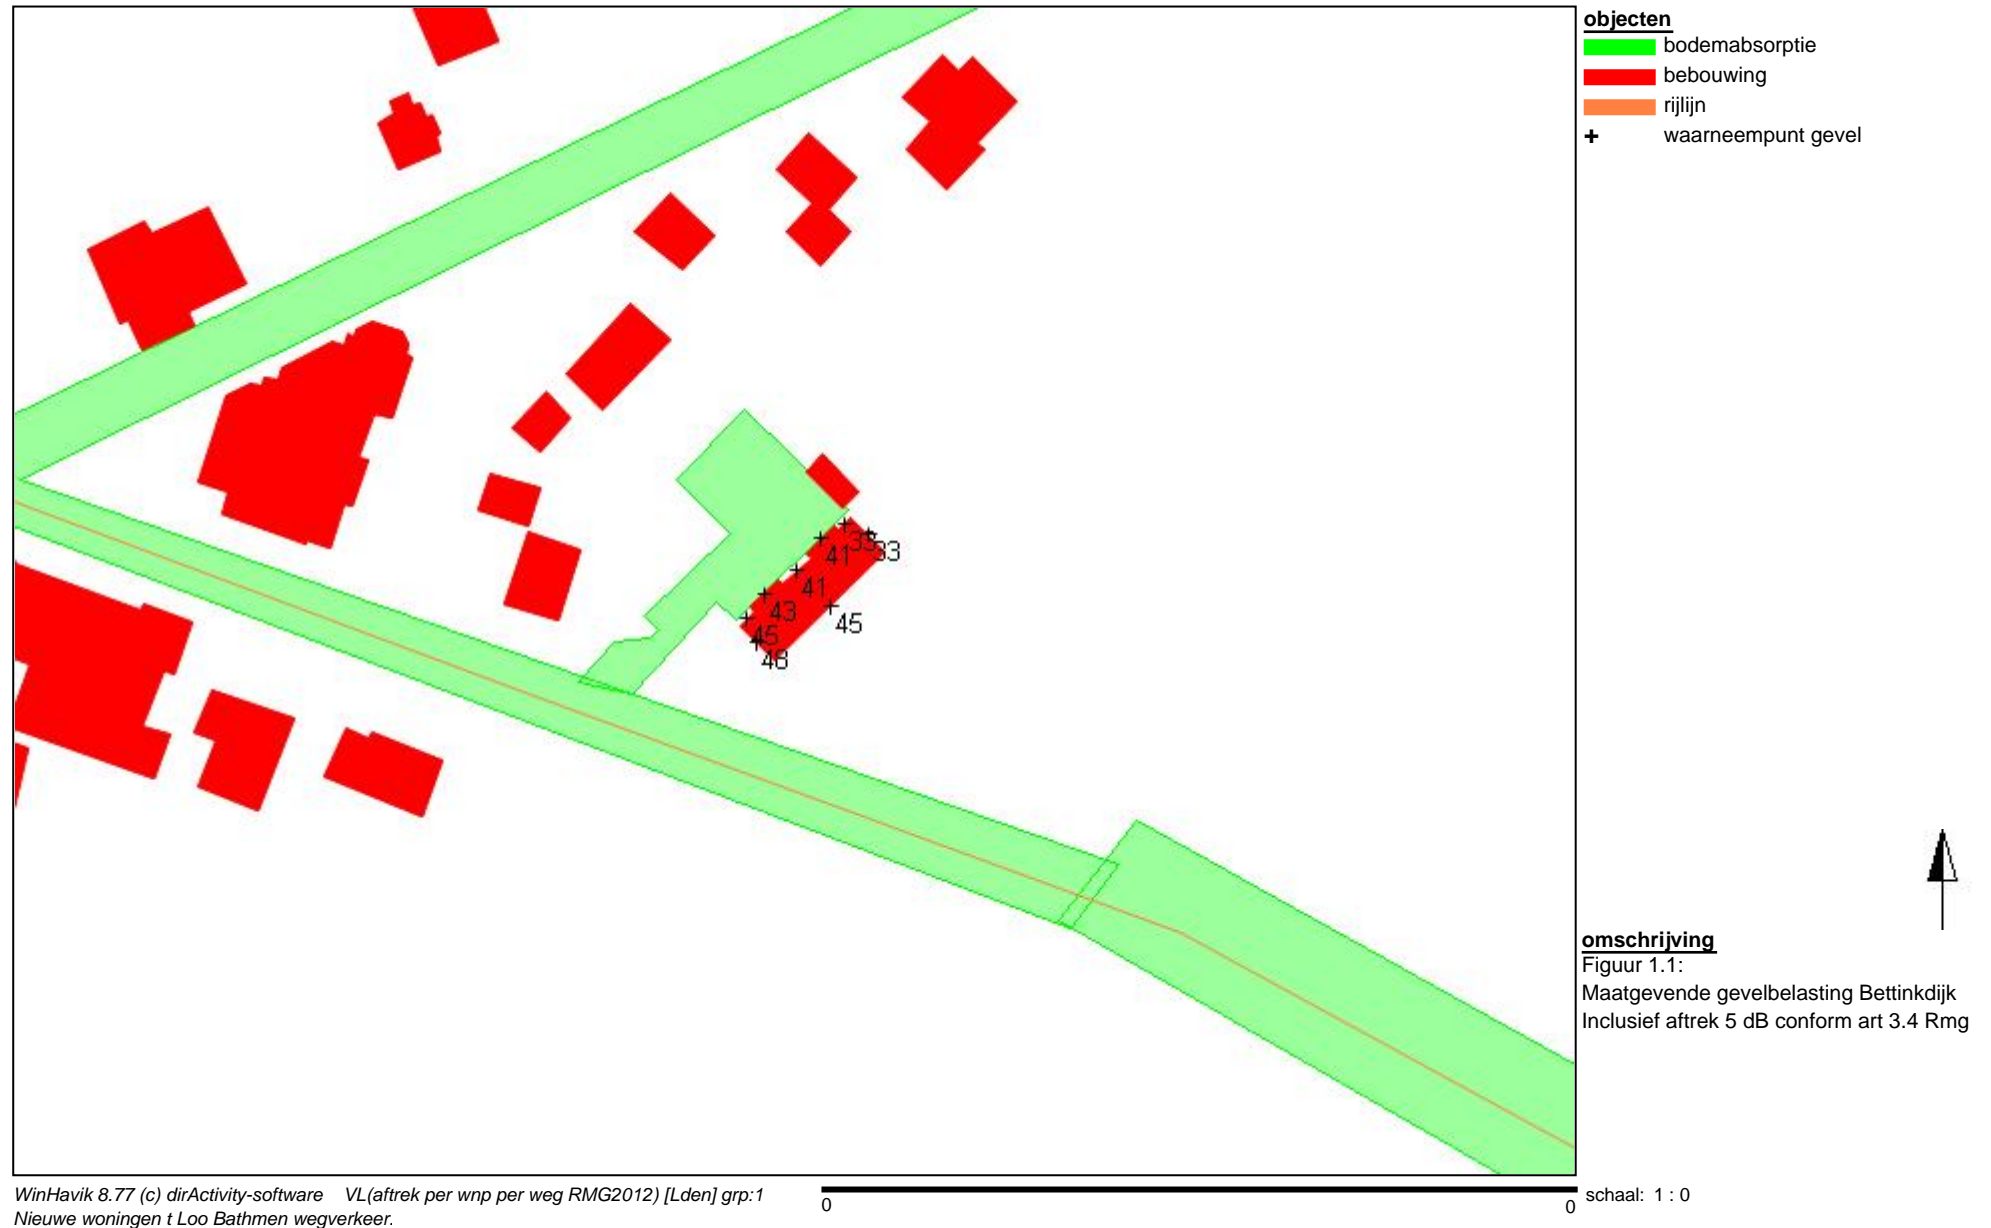 objecten
bodemabsorptie
bebouwing
rijlijn
+ waarneempunt gevel
33
41
41
43
45
45
48
omschrijving
Figuur 1.1:
Maatgevende gevelbelasting Bettinkdijk
Inclusief aftrek 5 dB conform art 3.4 Rmg
WinHavik 8.77 (c) dirActivity-software VL(aftrek per wnp per weg RMG2012) [Lden] grp:1
0 0 schaal: 1 : 0
Nieuwe woningen t Loo Bathmen wegverkeer.